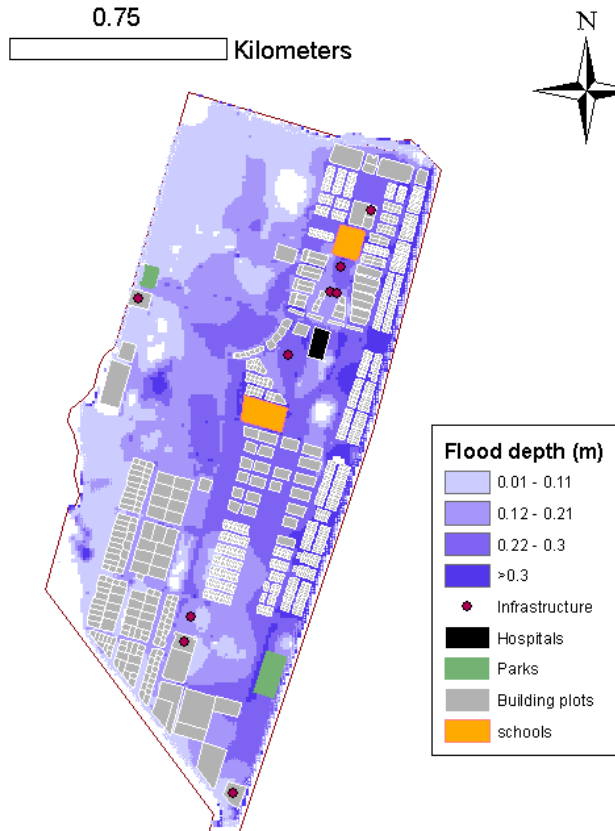 0.75
Kilometers
N
Flood depth (m)
0.01 - 0.11
0.12 - 0.21
0.22 - 0.3
>0.3
Infrastructure
Hospitals
Parks
Building plots
schools